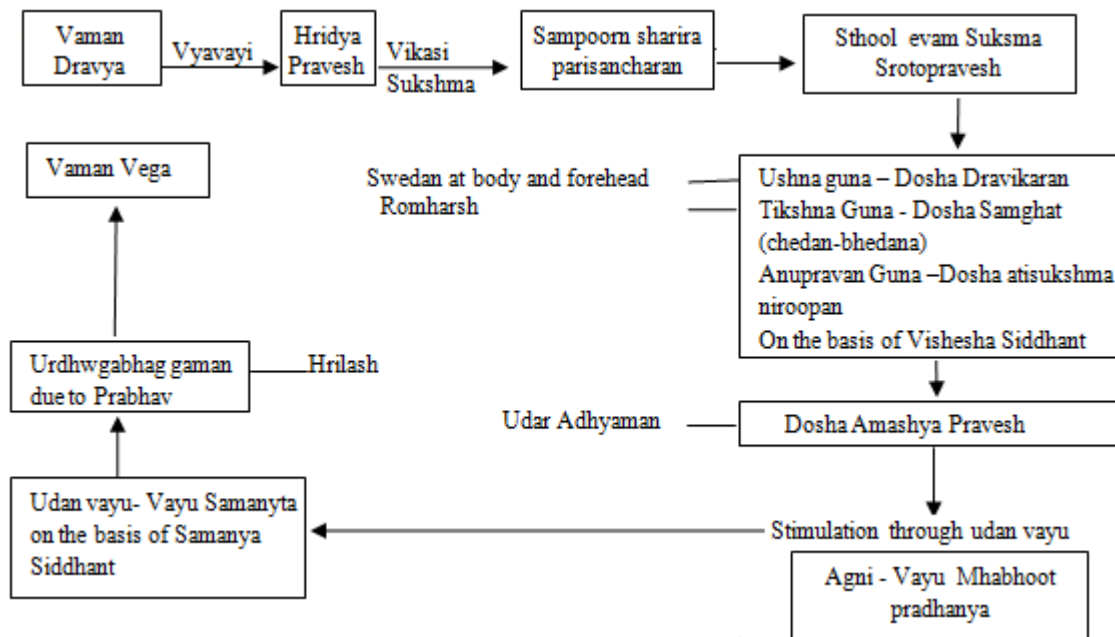 Vaman
Dravya
Vyavayi
Hridya
Pravesh
Vikasi
Sukshma
Sampoorn sharira
parisancharan
Sthool evam Suksma
Srotopravesh
Vaman Vega
Swedan at body and forehead
Romharsh
Ushna guna – Dosha Dravikaran
Tikshna Guna - Dosha Samghat
(chedan-bhedana)
Anupravan Guna –Dosha atisukshma
niroopan
On the basis of Vishesha Siddhant
Urdhwgabhag gaman
due to Prabhav
Hrilash
Udar Adhyaman
Dosha Amashya Pravesh
Udan vayu- Vayu Samanyta
on the basis of Samanya
Siddhant
Stimulation through udan vayu
Agni - Vayu Mhabhoot
pradhanya